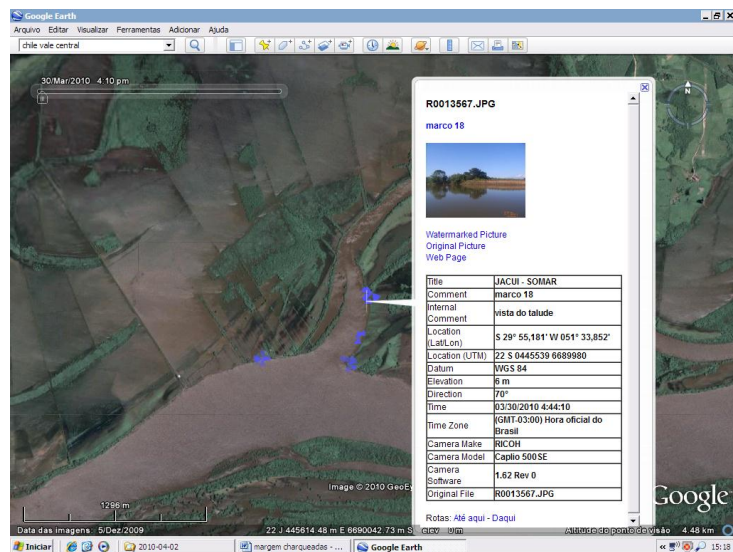 Google Earth
Arquivo Editar Visualizar Ferramentas Adicionar Ajuda
chile vale central
30/Mar/2010 4:10 pm
N
R0013567.JPG
marco 18
Watermarked Picture
Original Picture
Web Page
Title JACUI - SOMAR
Comment marco 18
Internal Comment vista do talude
Location (Lat/Lon) S 29° 55,181' W 051° 33,852'
Location (UTM) 22 S 0445539 6689980
Datum WGS 84
Elevation 6 m
Direction 70°
Time 03/30/2010 4:44:10
Time Zone (GMT-03:00) Hora oficial do Brasil
Camera Make RICOH
Camera Model Caplio 500SE
Camera Software 1.62 Rev 0
Original File R0013567.JPG
Rotas: Até aqui - Daqui
Image © 2010 GeoEy
Google
1296 m
Data das imagens: 5/Dez/2009
22 J 445614.48 m E 6690042.73 m S elev 0 m
Altitude do ponto de visão 4.48 km
Iniciar
2010-04-02
margem charqueadas - ...
Google Earth
15:18